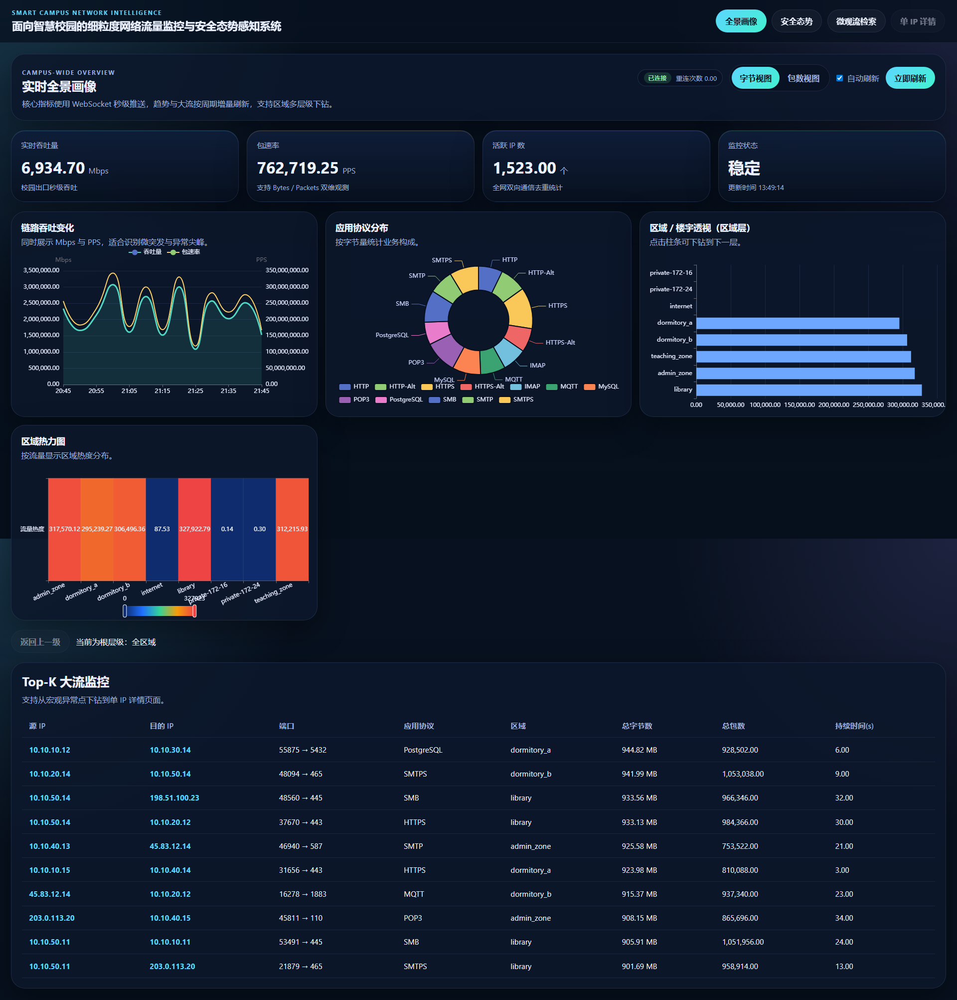 SMART CAMPUS NETWORK INTELLIGENCE
面向智慧校园的细粒度网络流量监控与安全态势感知系统
全景画像 安全态势 微观流检索 单 IP 详情
CAMPUS-WIDE OVERVIEW
实时全景画像
核心指标使用 WebSocket 秒级推送，趋势与大流按周期增量刷新，支持区域多层级下钻。
已连接 重连次数 0.00 字节视图 包数视图 自动刷新 立即刷新
实时吞吐量
6,934.70 Mbps
校园出口秒级吞吐
包速率
762,719.25 PPS
支持 Bytes / Packets 双维观测
活跃 IP 数
1,523.00 个
全网双向通信去重统计
监控状态
稳定
更新时间 13:49:14
链路吞吐变化
同时展示 Mbps 与 PPS，适合识别微突发与异常尖峰。
吞吐量 包速率
Mbps PPS
3,500,000.00 350,000,000.00
3,000,000.00 300,000,000.00
2,500,000.00 250,000,000.00
2,000,000.00 200,000,000.00
1,500,000.00 150,000,000.00
1,000,000.00 100,000,000.00
500,000.00 50,000,000.00
0.00 0.00
20:45 20:55 21:05 21:15 21:25 21:35 21:45
应用协议分布
按字节量统计业务构成。
SMTPS HTTP
SMTP HTTP-Alt
SMB HTTPS
PostgreSQL HTTPS-Alt
POP3 IMAP
MySQL MQTT
HTTP HTTP-Alt HTTPS HTTPS-Alt IMAP MQTT MySQL
POP3 PostgreSQL SMB SMTP SMTPS
区域 / 楼宇透视（区域层）
点击柱条可下钻到下一层。
private-172-16
private-172-24
internet
dormitory_a
dormitory_b
teaching_zone
admin_zone
library
0.00 50,000.00 100,000.00 150,000.00 200,000.00 250,000.00 300,000.00 350,000.
区域热力图
按流量显示区域热度分布。
流量热度 317,570.12 295,239.27 306,496.36 87.53 327,922.79 0.14 0.30 312,215.93
admin_zone dormitory_a dormitory_b internet library private-172-16 private-172-24 teaching_zone
0 327923
返回上一级 当前为根层级：全区域
Top-K 大流监控
支持从宏观异常点下钻到单 IP 详情页面。
源 IP 目的 IP 端口 应用协议 区域 总字节数 总包数 持续时间(s)
10.10.10.12 10.10.30.14 55875 → 5432 PostgreSQL dormitory_a 944.82 MB 928,502.00 6.00
10.10.20.14 10.10.50.14 48094 → 465 SMTPS dormitory_b 941.99 MB 1,053,038.00 9.00
10.10.50.14 198.51.100.23 48560 → 445 SMB library 933.56 MB 966,346.00 32.00
10.10.50.14 10.10.20.12 37670 → 443 HTTPS library 933.13 MB 984,366.00 30.00
10.10.40.13 45.83.12.14 46940 → 587 SMTP admin_zone 925.58 MB 753,522.00 21.00
10.10.10.15 10.10.40.14 31656 → 443 HTTPS dormitory_a 923.98 MB 810,088.00 3.00
45.83.12.14 10.10.20.12 16278 → 1883 MQTT dormitory_b 915.37 MB 937,340.00 23.00
203.0.113.20 10.10.40.15 45811 → 110 POP3 admin_zone 908.15 MB 865,696.00 34.00
10.10.50.11 10.10.10.11 53491 → 445 SMB library 905.91 MB 1,051,956.00 24.00
10.10.50.11 203.0.113.20 21879 → 465 SMTPS library 901.69 MB 958,914.00 13.00